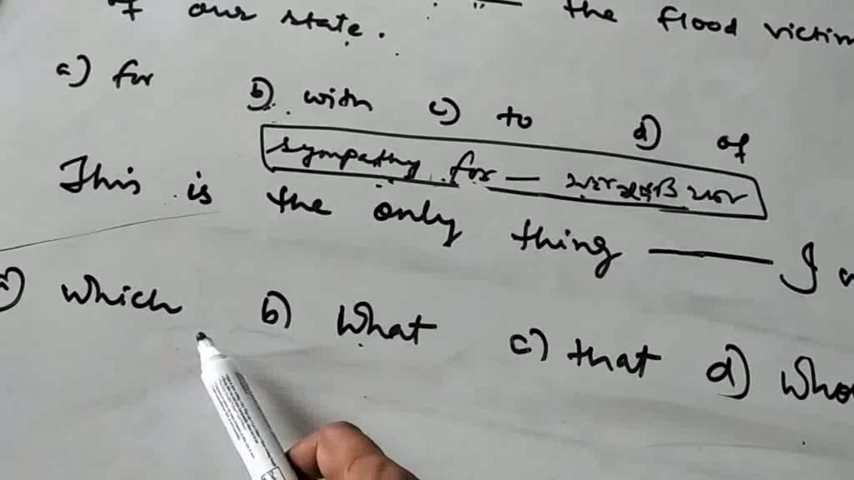 of our state. the flood victim
a) for b) with c) to d) of
sympathy for —
This is the only thing — I
a) which b) What c) that d) Who